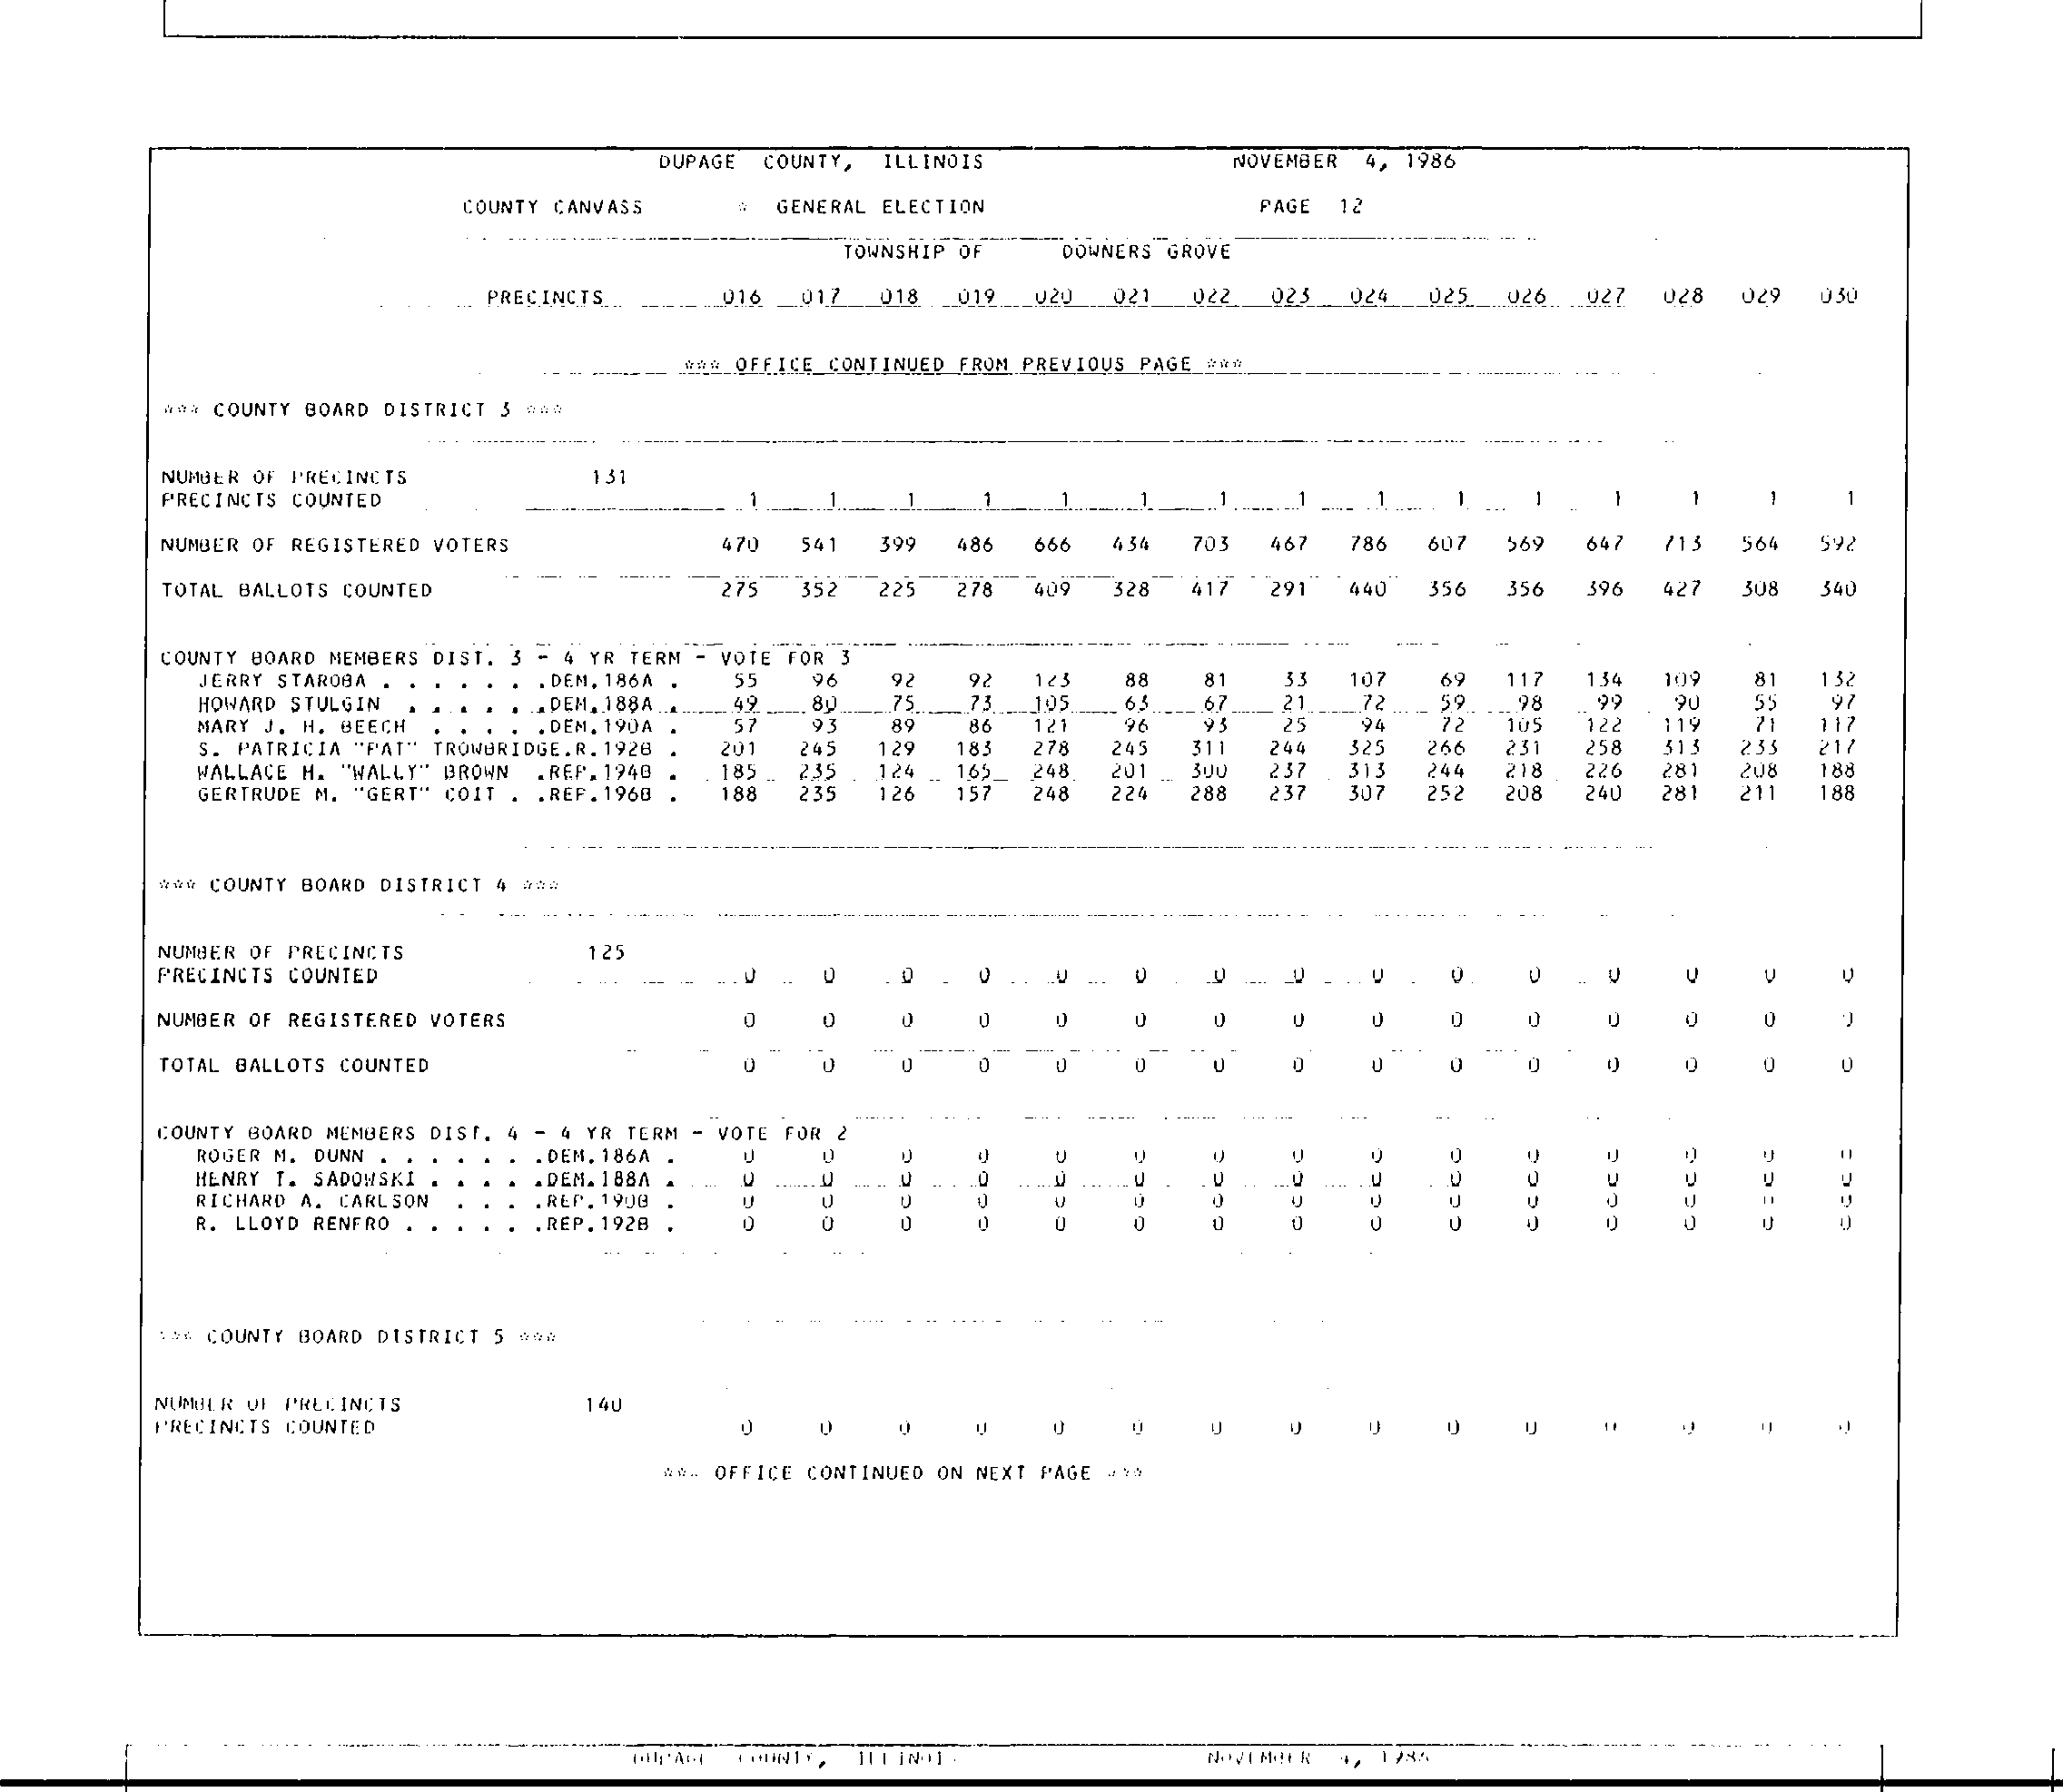 DUPAGE COUNTY, ILLINOIS NOVEMBER 4, 1986
COUNTY CANVASS * GENERAL ELECTION PAGE 12
TOWNSHIP OF DOWNERS GROVE
PRECINCTS 016 017 018 019 020 021 022 023 024 025 026 027 028 029 030
*** OFFICE CONTINUED FROM PREVIOUS PAGE ***
*** COUNTY BOARD DISTRICT 3 ***
NUMBER OF PRECINCTS 131
PRECINCTS COUNTED 1 1 1 1 1 1 1 1 1 1 1 1 1 1 1
NUMBER OF REGISTERED VOTERS 470 541 399 486 666 434 703 467 786 607 569 647 713 564 592
TOTAL BALLOTS COUNTED 275 352 225 278 409 328 417 291 440 356 356 396 427 308 340
COUNTY BOARD MEMBERS DIST. 3 - 4 YR TERM - VOTE FOR 3
JERRY STAROBA . . . . . . .DEM.186A . 55 96 92 92 123 88 81 33 107 69 117 134 109 81 132
HOWARD STULGIN . . . . . .DEM.188A . 49 80 75 73 105 63 67 21 72 59 98 99 90 55 97
MARY J. H. BEECH . . . . .DEM.190A . 57 93 89 86 121 96 93 25 94 72 105 122 119 71 117
S. PATRICIA "PAT" TROWBRIDGE.R.192B . 201 245 129 183 278 245 311 244 325 266 231 258 313 233 217
WALLACE H. "WALLY" BROWN .REP.194B . 185 235 124 165 248 201 300 237 313 244 218 226 281 208 188
GERTRUDE M. "GERT" COIT . .REP.196B . 188 235 126 157 248 224 288 237 307 252 208 240 281 211 188
*** COUNTY BOARD DISTRICT 4 ***
NUMBER OF PRECINCTS 125
PRECINCTS COUNTED 0 0 0 0 0 0 0 0 0 0 0 0 0 0 0
NUMBER OF REGISTERED VOTERS 0 0 0 0 0 0 0 0 0 0 0 0 0 0 0
TOTAL BALLOTS COUNTED 0 0 0 0 0 0 0 0 0 0 0 0 0 0 0
COUNTY BOARD MEMBERS DIST. 4 - 4 YR TERM - VOTE FOR 2
ROGER M. DUNN . . . . . . .DEM.186A . 0 0 0 0 0 0 0 0 0 0 0 0 0 0 0
HENRY T. SADOWSKI . . . . .DEM.188A . 0 0 0 0 0 0 0 0 0 0 0 0 0 0 0
RICHARD A. CARLSON . . . .REP.190B . 0 0 0 0 0 0 0 0 0 0 0 0 0 0 0
R. LLOYD RENFRO . . . . . .REP.192B . 0 0 0 0 0 0 0 0 0 0 0 0 0 0 0
*** COUNTY BOARD DISTRICT 5 ***
NUMBER OF PRECINCTS 140
PRECINCTS COUNTED 0 0 0 0 0 0 0 0 0 0 0 0 0 0 0
*** OFFICE CONTINUED ON NEXT PAGE ***
DUPAGE COUNTY, ILLINOIS NOVEMBER 4, 1986